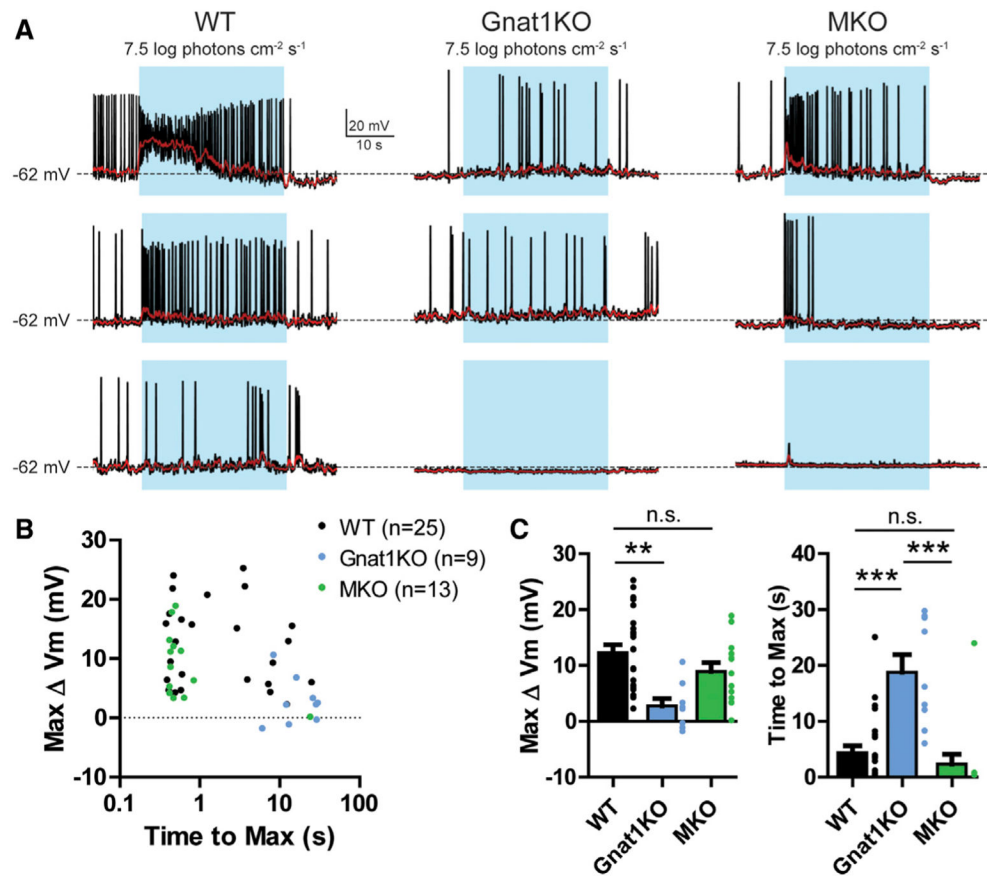 A
WT
Gnat1KO
MKO
7.5 log photons cm⁻² s⁻¹
7.5 log photons cm⁻² s⁻¹
7.5 log photons cm⁻² s⁻¹
20 mV
10 s
-62 mV
-62 mV
-62 mV
B
WT (n=25)
Gnat1KO (n=9)
MKO (n=13)
Max Δ Vm (mV)
30
20
10
0
-10
0.1
1
10
100
Time to Max (s)
C
n.s.
**
Max Δ Vm (mV)
30
20
10
0
-10
WT
Gnat1KO
MKO
n.s.
***
***
Time to Max (s)
40
30
20
10
0
WT
Gnat1KO
MKO